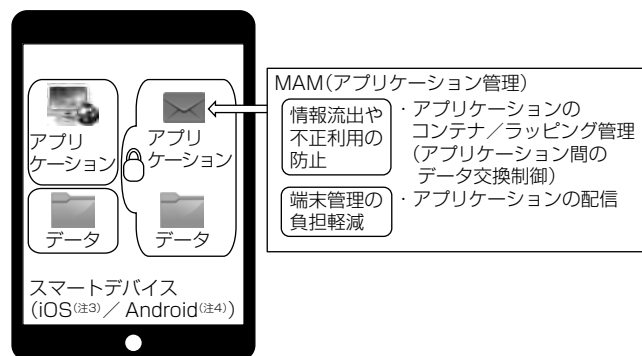 アプリ
ケーション
データ
アプリ
ケーション
データ
スマートデバイス
(iOS(注3)/ Android(注4))
MAM(アプリケーション管理)
情報流出や
不正利用の
防止
・アプリケーションの
コンテナ/ラッピング管理
(アプリケーション間の
データ交換制御)
端末管理の
負担軽減
・アプリケーションの配信